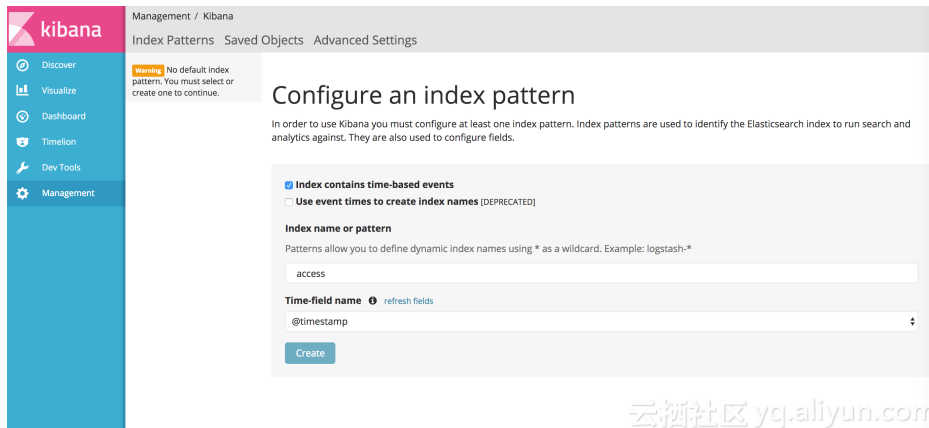 kibana
Discover
Visualize
Dashboard
Timelion
Dev Tools
Management
Management / Kibana
Index Patterns Saved Objects Advanced Settings
Warning No default index
pattern. You must select or
create one to continue.
Configure an index pattern
In order to use Kibana you must configure at least one index pattern. Index patterns are used to identify the Elasticsearch index to run search and
analytics against. They are also used to configure fields.
Index contains time-based events
Use event times to create index names [DEPRECATED]
Index name or pattern
Patterns allow you to define dynamic index names using * as a wildcard. Example: logstash-*
access
Time-field name refresh fields
@timestamp
Create
云栖社区 yq.aliyun.com